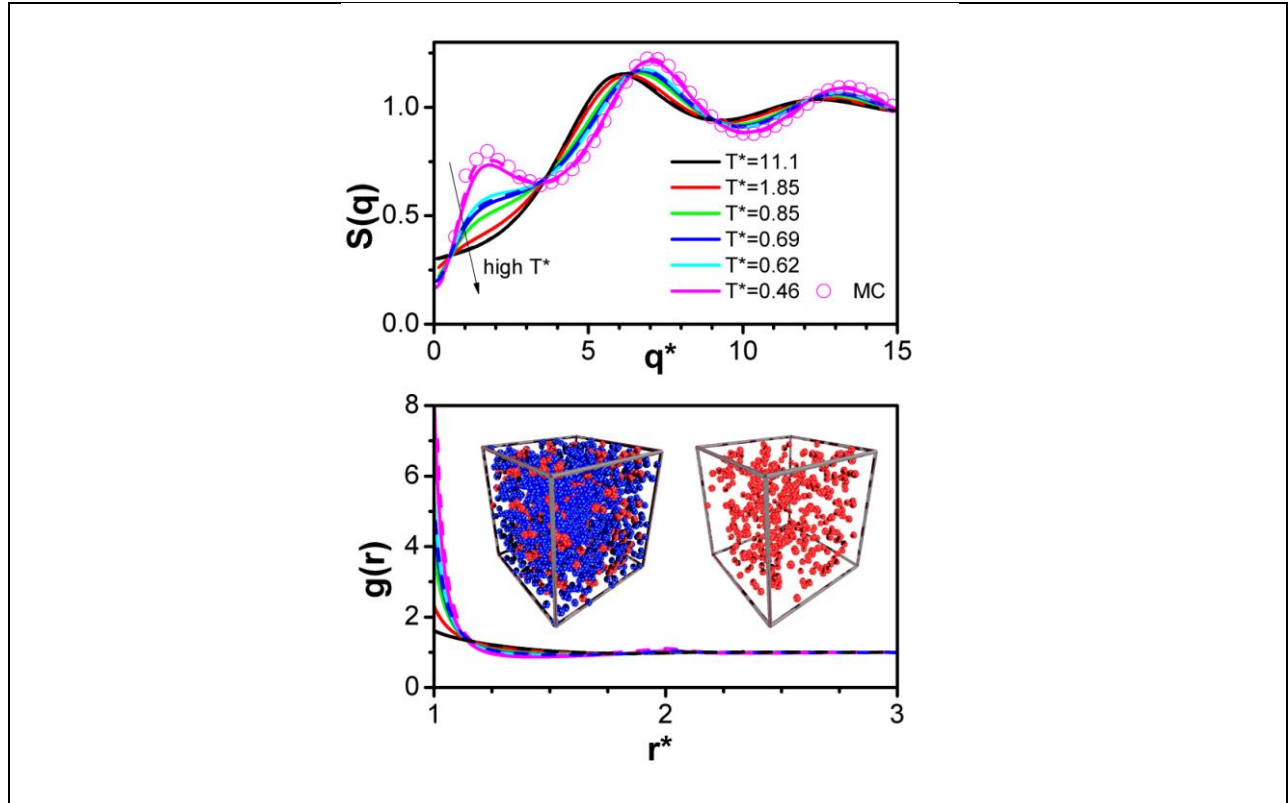 S(q)
1.0
0.5
0.0
high T*
T*=11.1
T*=1.85
T*=0.85
T*=0.69
T*=0.62
T*=0.46 MC
0 5 10 15
q*
g(r)
8
6
4
2
0
1 2 3
r*